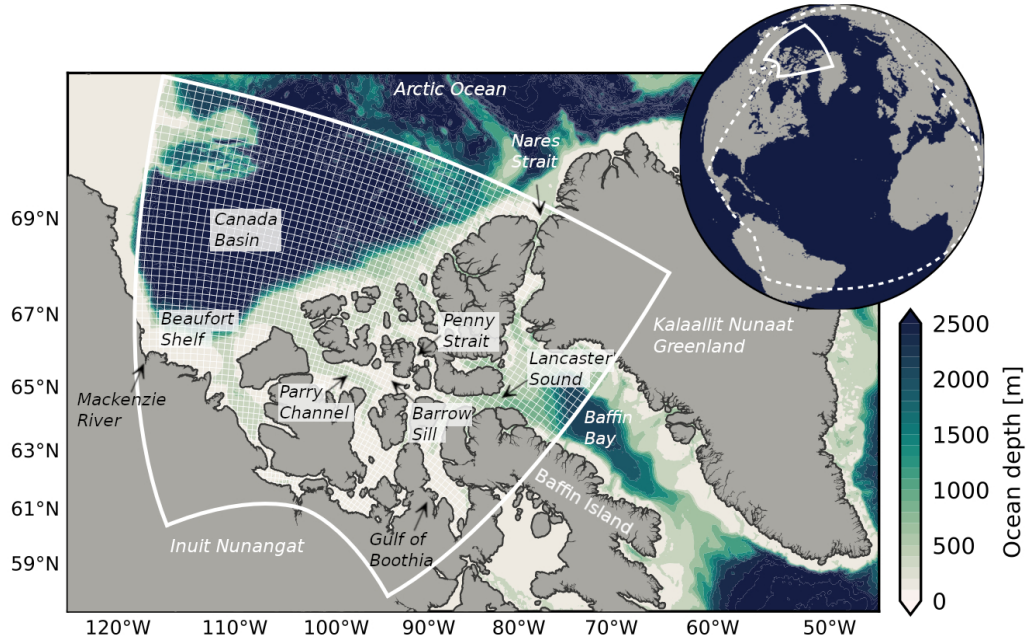 Arctic Ocean
Nares
Strait
69°N
Canada
Basin
67°N
Beaufort
Shelf
Penny
Strait
Kalaallit Nunaat
Greenland
2500
65°N
Lancaster
Sound
2000
Mackenzie
River
Parry
Channel
Barrow
Sill
Baffin
Bay
1500
63°N
1000
61°N
Baffin Island
500
Inuit Nunangat
Gulf of
Boothia
59°N
0
Ocean depth [m]
120°W
110°W
100°W
90°W
80°W
70°W
60°W
50°W